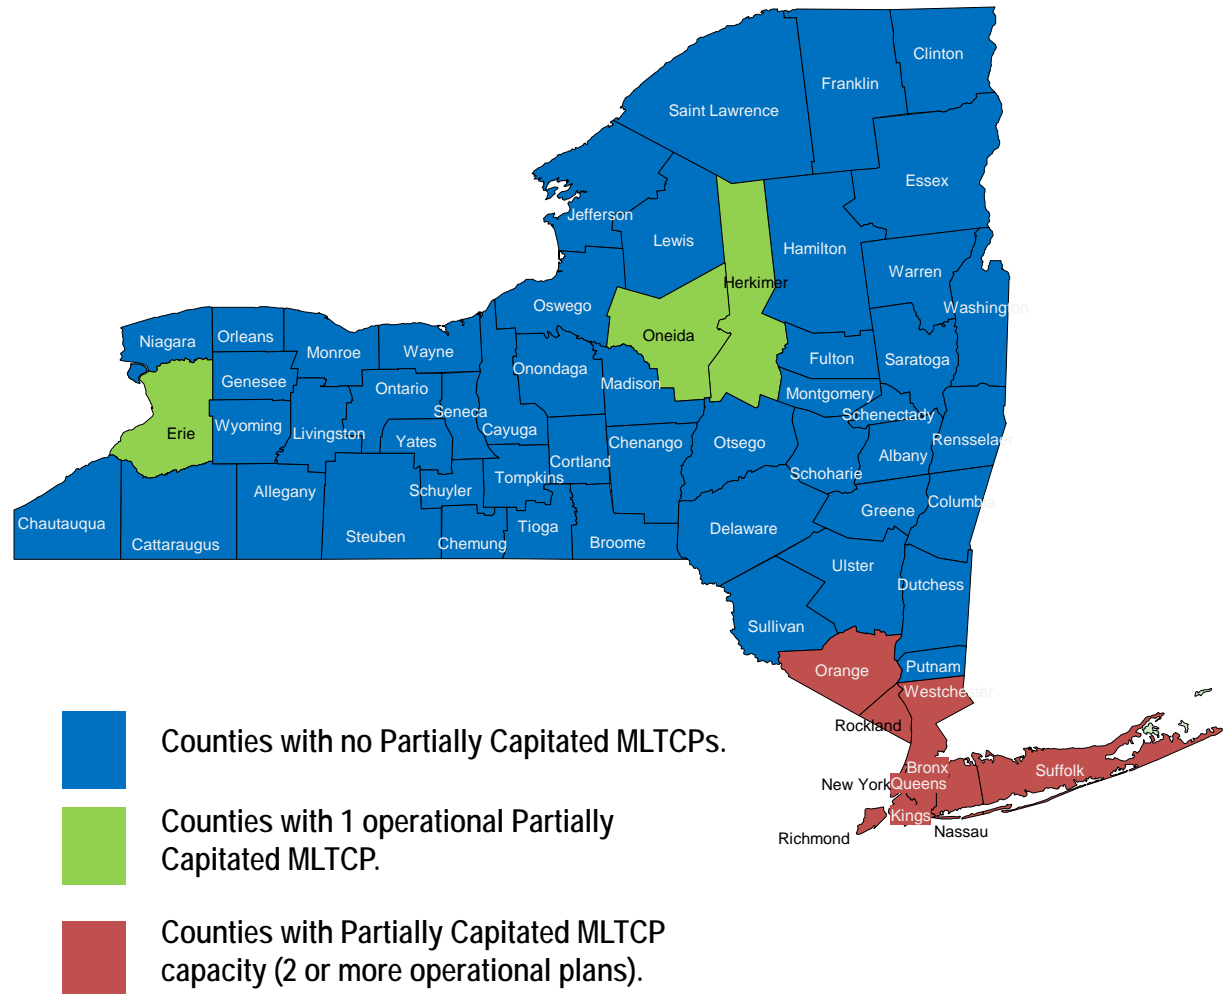 Clinton
Franklin
Saint Lawrence
Essex
Jefferson
Lewis
Hamilton
Warren
Herkimer
Oswego
Washington
Oneida
Niagara
Orleans
Monroe
Wayne
Fulton
Saratoga
Onondaga
Genesee
Madison
Ontario
Montgomery
Seneca
Schenectady
Wyoming
Livingston
Erie
Cayuga
Yates
Chenango
Otsego
Rensselaer
Albany
Cortland
Schoharie
Tompkins
Allegany
Schuyler
Columbia
Greene
Chautauqua
Tioga
Delaware
Steuben
Cattaraugus
Chemung
Broome
Ulster
Dutchess
Sullivan
Orange
Putnam
Westchester
Rockland
Bronx
Suffolk
New York
Queens
Kings
Nassau
Richmond
Counties with no Partially Capitated MLTCPs.
Counties with 1 operational Partially
Capitated MLTCP.
Counties with Partially Capitated MLTCP
capacity (2 or more operational plans).